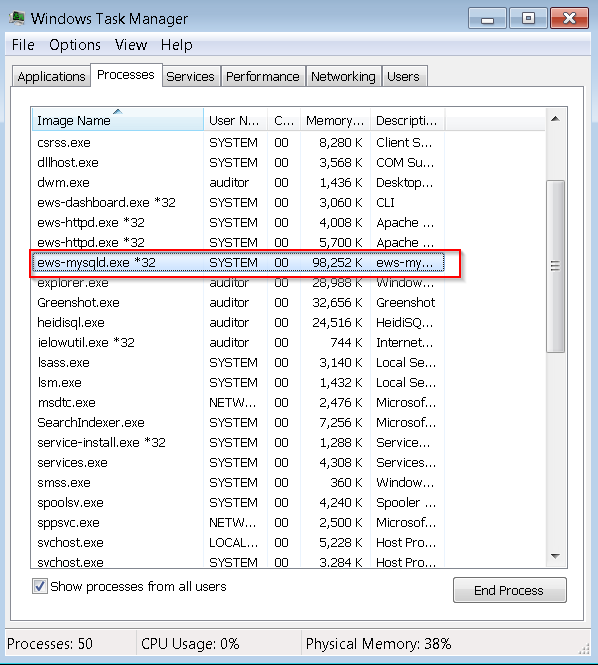 Windows Task Manager
File Options View Help
Applications Processes Services Performance Networking Users
Image Name User N... C... Memory... Descripti...
csrss.exe SYSTEM 00 8,280 K Client S...
dllhost.exe SYSTEM 00 3,568 K COM Su...
dwm.exe auditor 00 1,436 K Desktop...
ews-dashboard.exe *32 SYSTEM 00 3,060 K CLI
ews-httpd.exe *32 SYSTEM 00 4,008 K Apache ...
ews-httpd.exe *32 SYSTEM 00 5,700 K Apache ...
ews-mysqld.exe *32 SYSTEM 00 98,252 K ews-my...
explorer.exe auditor 00 28,988 K Window...
Greenshot.exe auditor 00 32,656 K Greenshot
heidisql.exe auditor 00 24,516 K HeidiSQ...
ielowutil.exe *32 auditor 00 744 K Internet...
lsass.exe SYSTEM 00 3,140 K Local Se...
lsm.exe SYSTEM 00 1,432 K Local Se...
msdtc.exe NETW... 00 2,476 K Microsof...
SearchIndexer.exe SYSTEM 00 7,256 K Microsof...
service-install.exe *32 SYSTEM 00 1,288 K Service...
services.exe SYSTEM 00 4,308 K Services...
smss.exe SYSTEM 00 360 K Window...
spoolsv.exe SYSTEM 00 4,240 K Spooler ...
sppsvc.exe NETW... 00 2,500 K Microsof...
svchost.exe LOCAL... 00 5,228 K Host Pro...
svchost.exe SYSTEM 00 3,284 K Host Pro...
Show processes from all users End Process
Processes: 50 CPU Usage: 0% Physical Memory: 38%